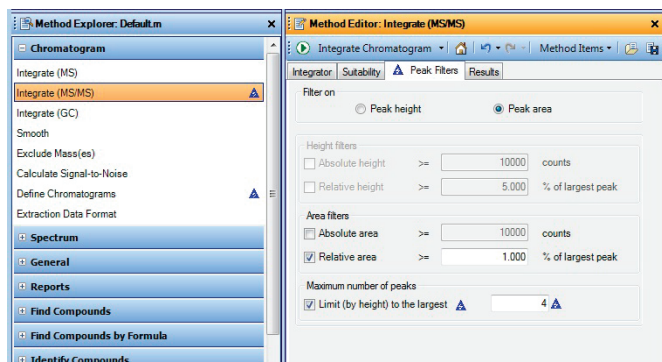 Method Explorer: Default.m
Chromatogram
Integrate (MS)
Integrate (MS/MS)
Integrate (GC)
Smooth
Exclude Mass(es)
Calculate Signal-to-Noise
Define Chromatograms
Extraction Data Format
Spectrum
General
Reports
Find Compounds
Find Compounds by Formula
Identify Compounds
Method Editor: Integrate (MS/MS)
Integrate Chromatogram
Method Items
Integrator Suitability Peak Filters Results
Filter on
Peak height Peak area
Height filters
Absolute height >= 10000 counts
Relative height >= 5.000 % of largest peak
Area filters
Absolute area >= 10000 counts
Relative area >= 1.000 % of largest peak
Maximum number of peaks
Limit (by height) to the largest 4